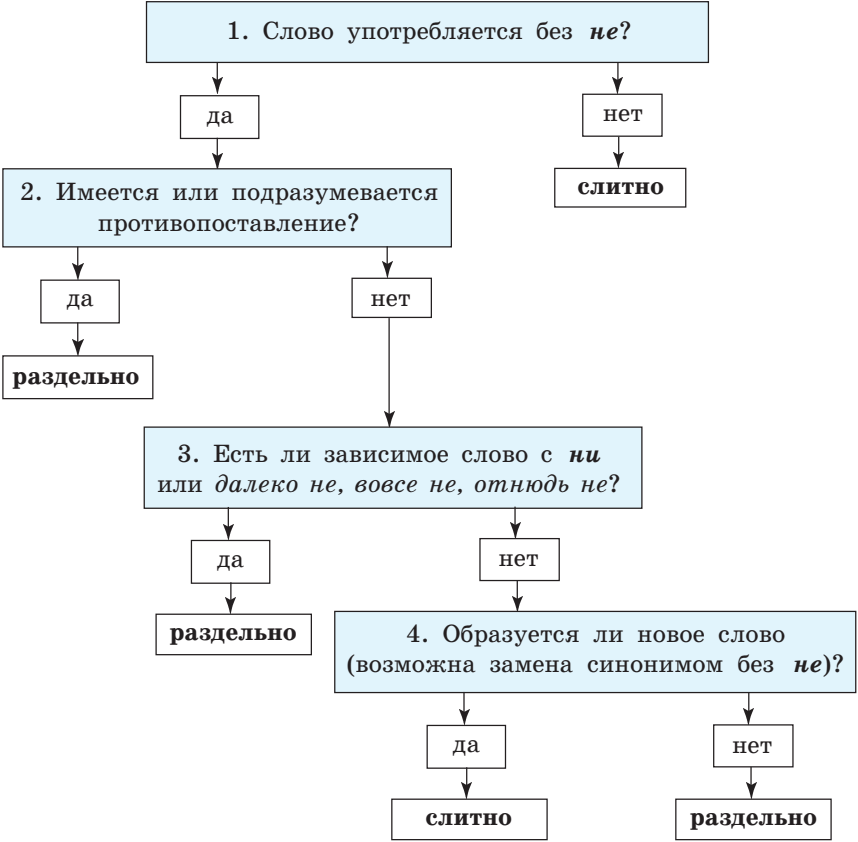 1. Слово употребляется без не?
да
нет
слитно
2. Имеется или подразумевается
противопоставление?
да
нет
раздельно
3. Есть ли зависимое слово с ни
или далеко не, вовсе не, отнюдь не?
да
нет
раздельно
4. Образуется ли новое слово
(возможна замена синонимом без не)?
да
нет
слитно
раздельно